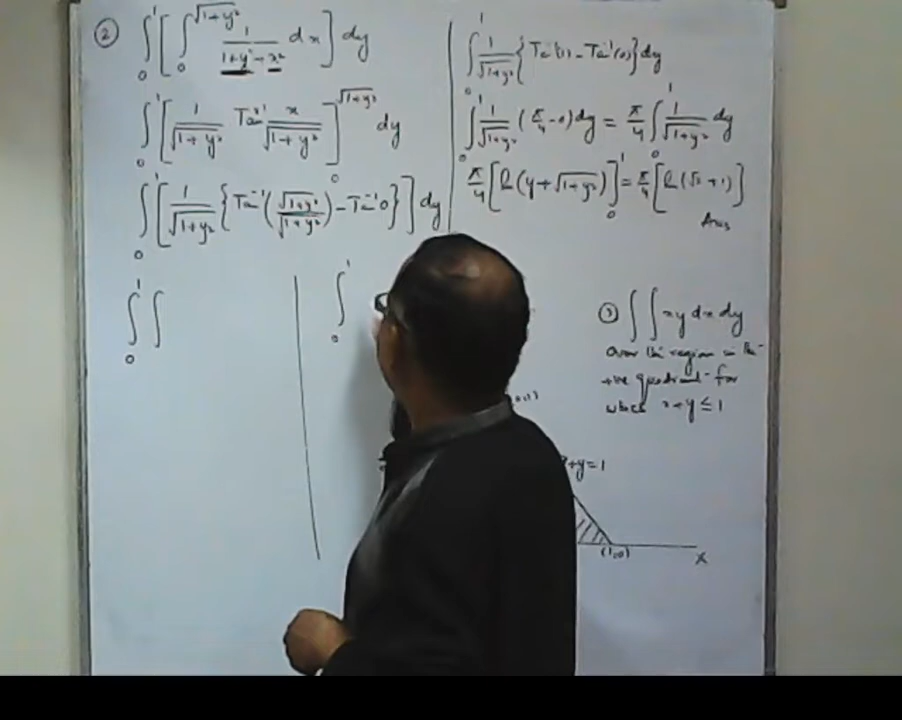 ② ∫₀¹ [ ∫₀^√(1+y²) 1/(1+y²+x²) dx ] dy
∫₀¹ [ 1/√(1+y²) Tan⁻¹ x/√(1+y²) ]₀^√(1+y²) dy
∫₀¹ [ 1/√(1+y²) { Tan⁻¹(√(1+y²)/√(1+y²)) - Tan⁻¹0 } ] dy
∫₀¹ ∫
∫₀¹
∫₀¹ 1/√(1+y²) { Tan⁻¹(1) - Tan⁻¹(0) } dy
∫₀¹ 1/√(1+y²) (π/4 - 0) dy = π/4 ∫₀¹ 1/√(1+y²) dy
π/4 [ ln(y+√(1+y²)) ]₀¹ = π/4 [ ln(√2+1) ]
Ans
③ ∫∫ xy dx dy
Over the region in the
+ve quadrant for
which x+y ≤ 1
+y=1
(1,0)
x